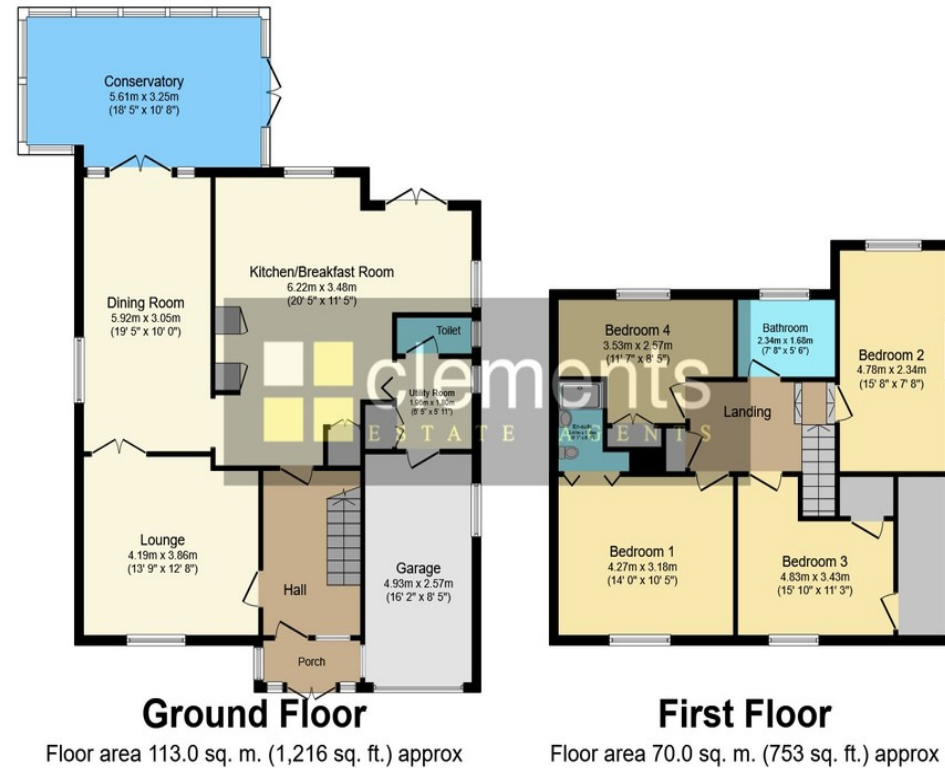 Conservatory
5.61m x 3.25m
(18' 5" x 10' 8")
Kitchen/Breakfast Room
6.22m x 3.48m
(20' 5" x 11' 5")
Dining Room
5.92m x 3.05m
(19' 5" x 10' 0")
Toilet
Utility Room
(6' 5" x 5' 11")
Lounge
4.19m x 3.86m
(13' 9" x 12' 8")
Hall
Garage
4.93m x 2.57m
(16' 2" x 8' 5")
Porch
Bedroom 4
3.53m x 2.57m
(11' 7" x 8' 5")
Bathroom
2.34m x 1.68m
(7' 8" x 5' 6")
Bedroom 2
4.78m x 2.34m
(15' 8" x 7' 8")
Landing
En-suite
Bedroom 1
4.27m x 3.18m
(14' 0" x 10' 5")
Bedroom 3
4.83m x 3.43m
(15' 10" x 11' 3")
clements
ESTATE AGENTS
Ground Floor
Floor area 113.0 sq. m. (1,216 sq. ft.) approx
First Floor
Floor area 70.0 sq. m. (753 sq. ft.) approx